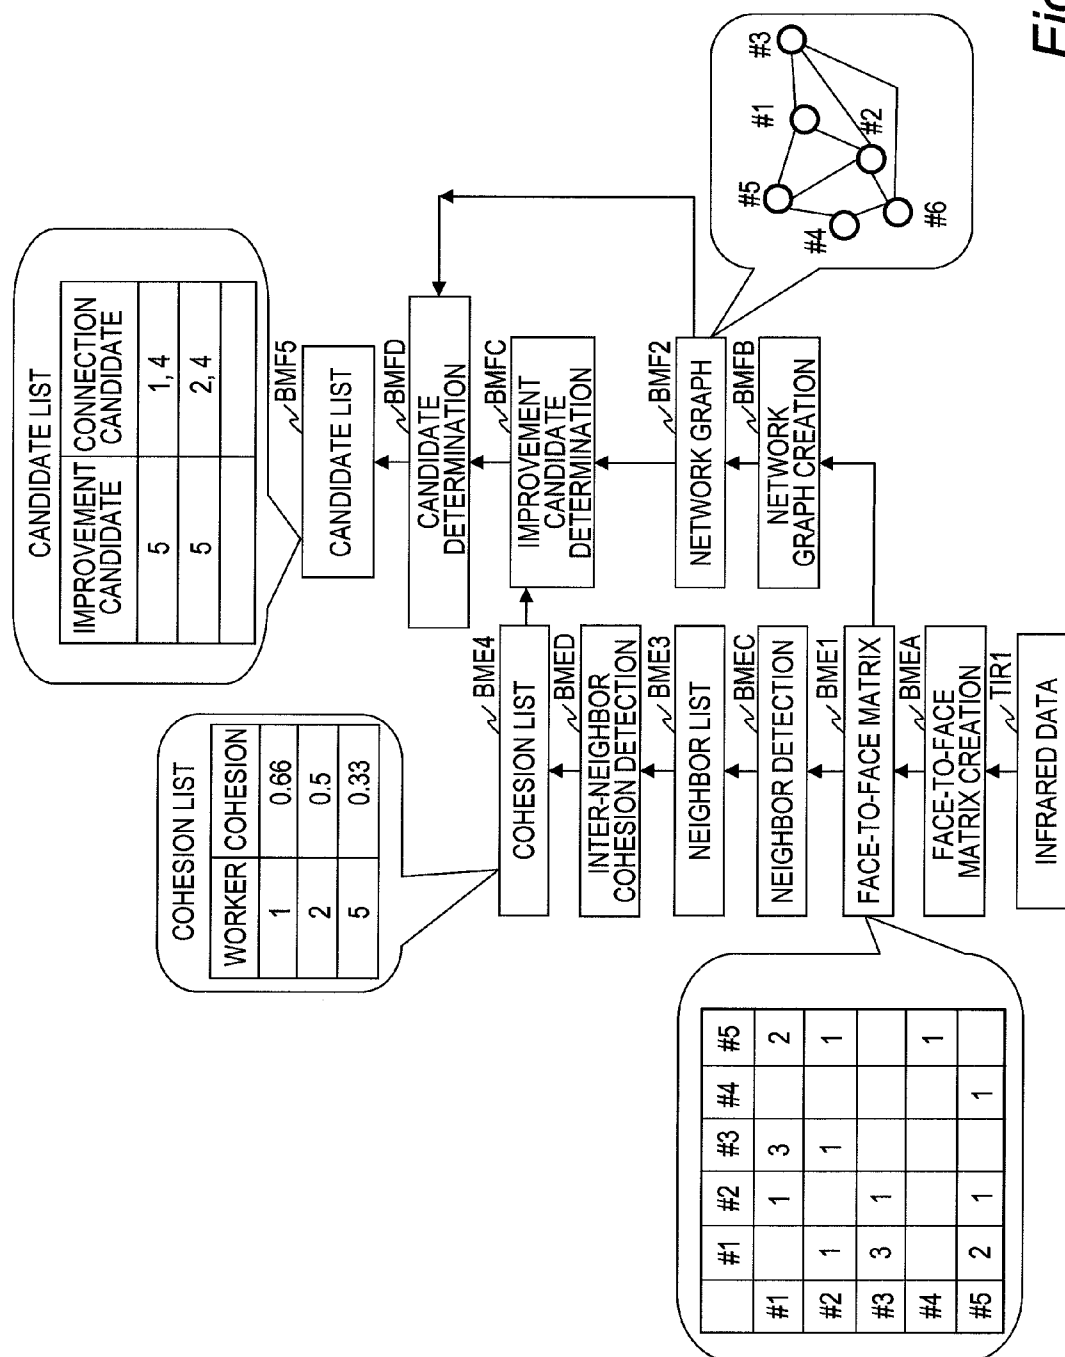 CANDIDATE LIST
IMPROVEMENT CANDIDATE CONNECTION CANDIDATE
5 1, 4
5 2, 4
COHESION LIST
WORKER COHESION
1 0.66
2 0.5
5 0.33
BMF5
CANDIDATE LIST
BMFD
CANDIDATE
DETERMINATION
BMFC
IMPROVEMENT
CANDIDATE
DETERMINATION
BMF2
NETWORK GRAPH
BMFB
NETWORK
GRAPH CREATION
BME4
COHESION LIST
BMED
INTER-NEIGHBOR
COHESION DETECTION
BME3
NEIGHBOR LIST
BMEC
NEIGHBOR DETECTION
BME1
FACE-TO-FACE MATRIX
BMEA
FACE-TO-FACE
MATRIX CREATION
TIR1
INFRARED DATA
#1 #2 #3 #4 #5
#1 1 3 2
#2 1 1 1
#3 3 1
#4 1
#5 2 1 1
#3
#1
#2
#5
#4
#6